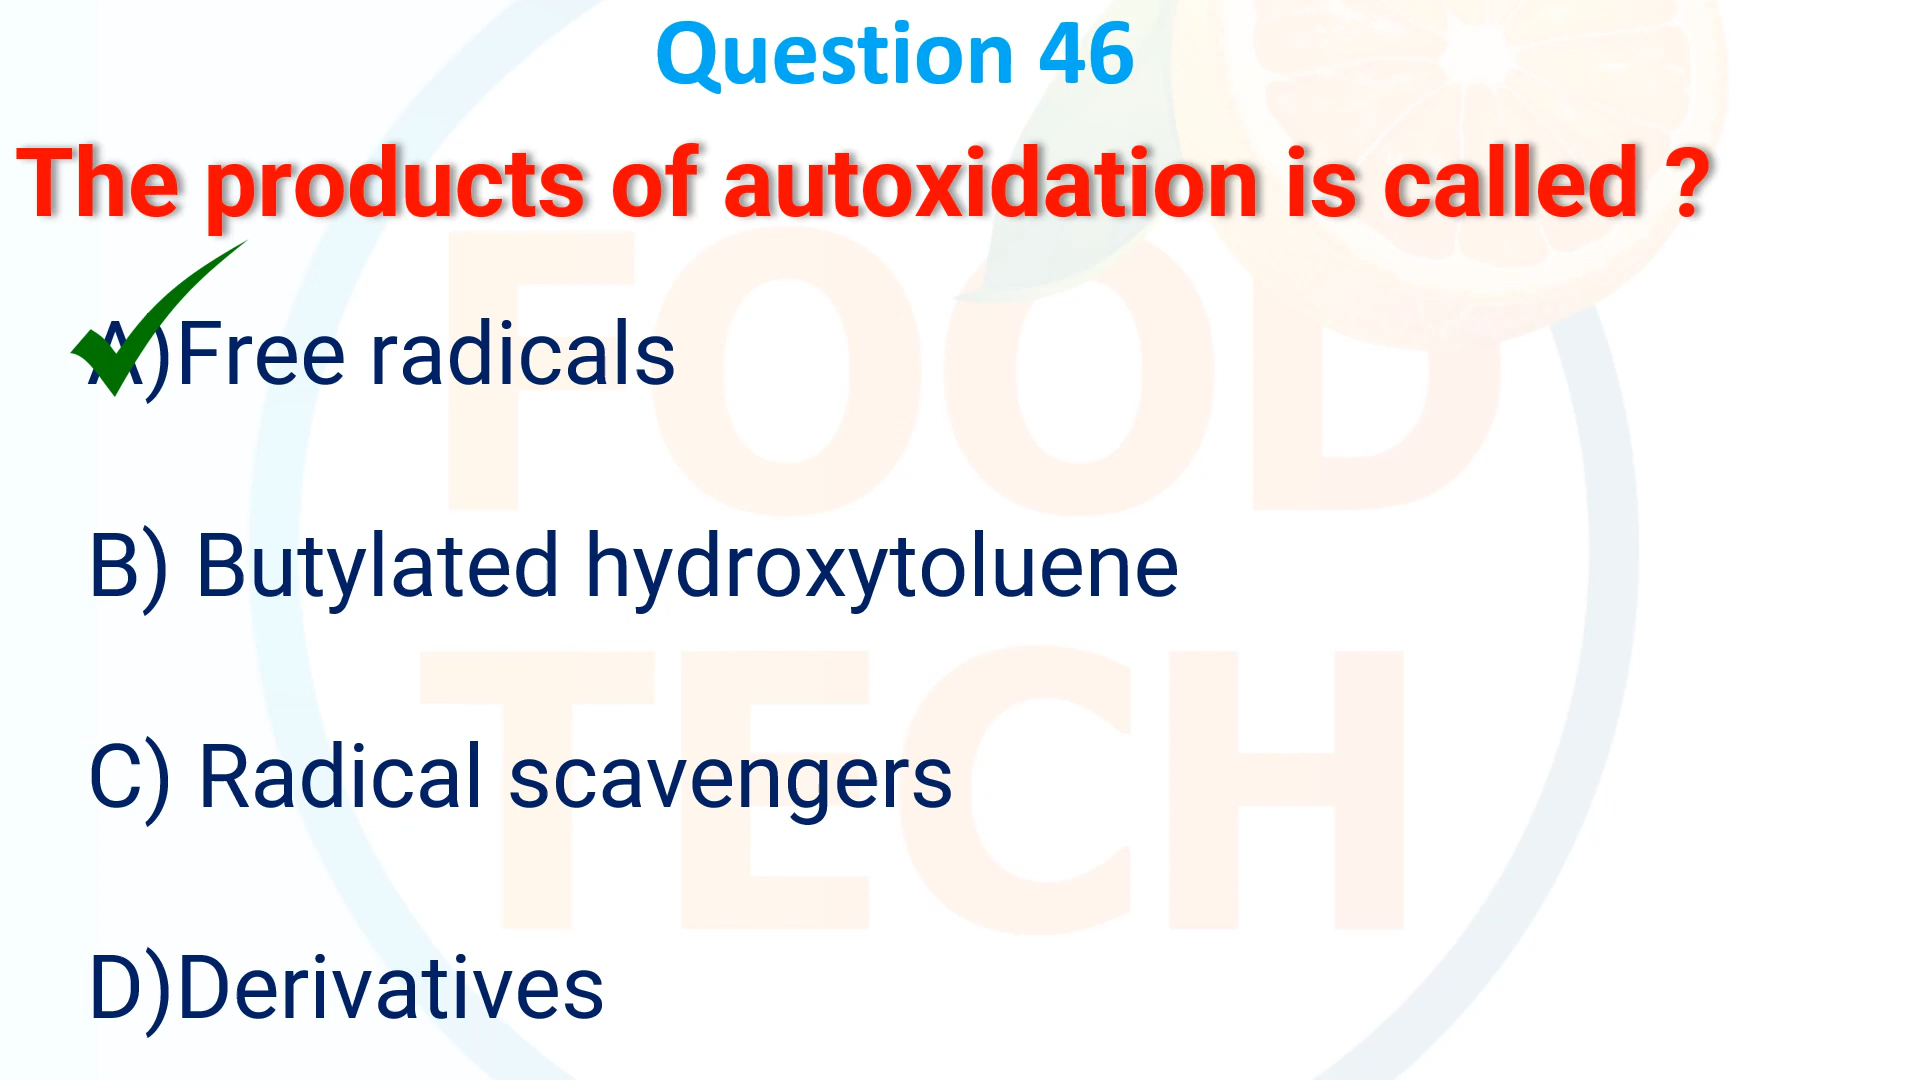 Question 46
The products of autoxidation is called ?
A)Free radicals
B) Butylated hydroxytoluene
C) Radical scavengers
D)Derivatives
FOOD
TECH